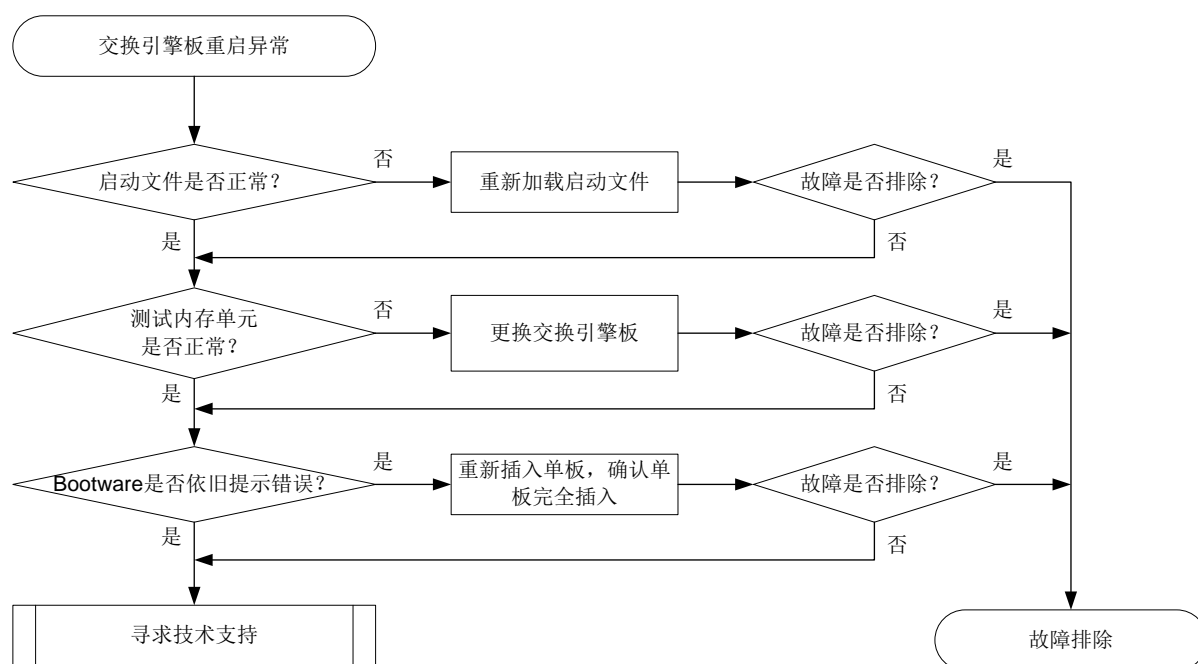 交换引擎板重启异常
启动文件是否正常？
否
重新加载启动文件
故障是否排除？
是
是
否
测试内存单元
是否正常？
否
更换交换引擎板
故障是否排除？
是
是
否
Bootware是否依旧提示错误？
是
重新插入单板，确认单
板完全插入
故障是否排除？
是
是
否
寻求技术支持
故障排除